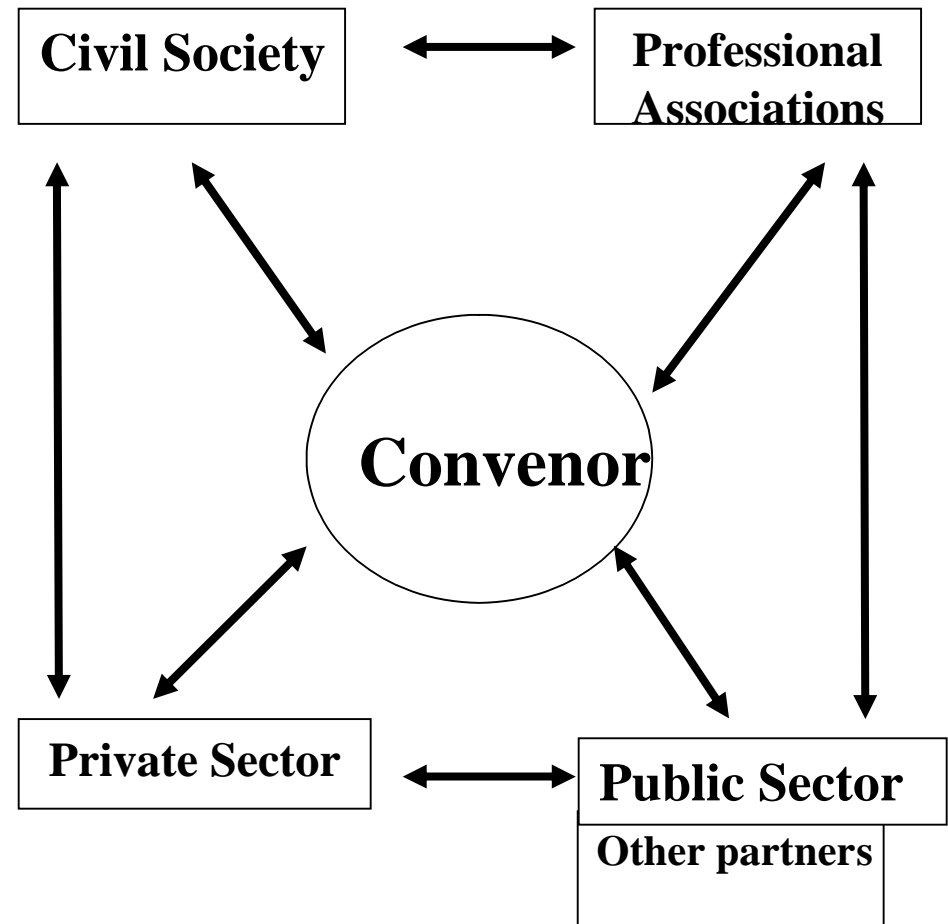 Civil Society
Professional
Associations
Convenor
Private Sector
Public Sector
Other partners